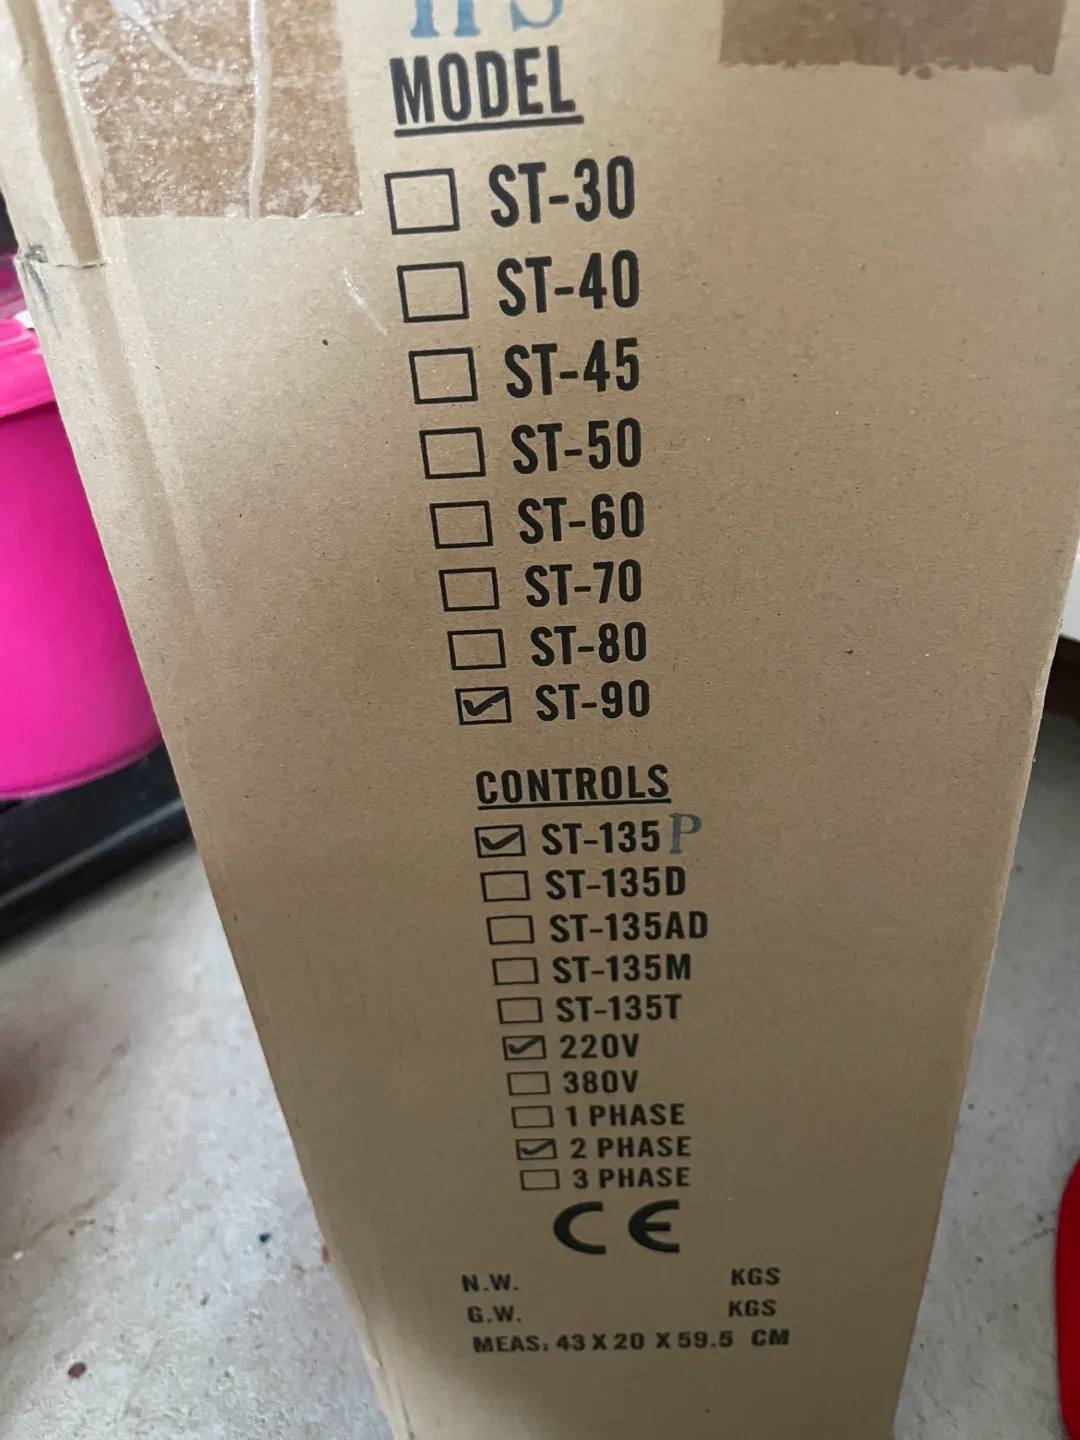 MODEL
ST-30
ST-40
ST-45
ST-50
ST-60
ST-70
ST-80
ST-90
CONTROLS
ST-135P
ST-135D
ST-135AD
ST-135M
ST-135T
220V
380V
1 PHASE
2 PHASE
3 PHASE
CE
N.W. KGS
G.W. KGS
MEAS: 43 X 20 X 59.5 CM